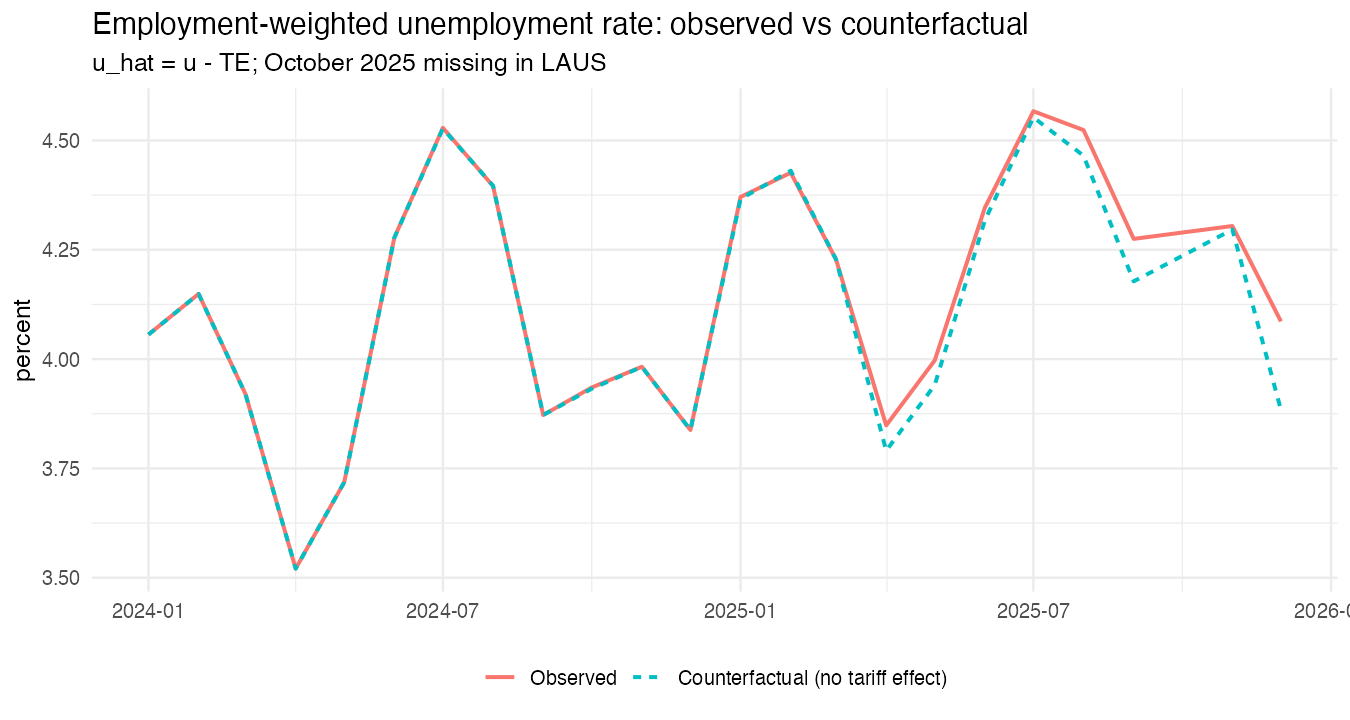 Employment-weighted unemployment rate: observed vs counterfactual
u_hat = u - TE; October 2025 missing in LAUS
percent
4.50
4.25
4.00
3.75
3.50
2024-01 2024-07 2025-01 2025-07 2026-0
Observed Counterfactual (no tariff effect)